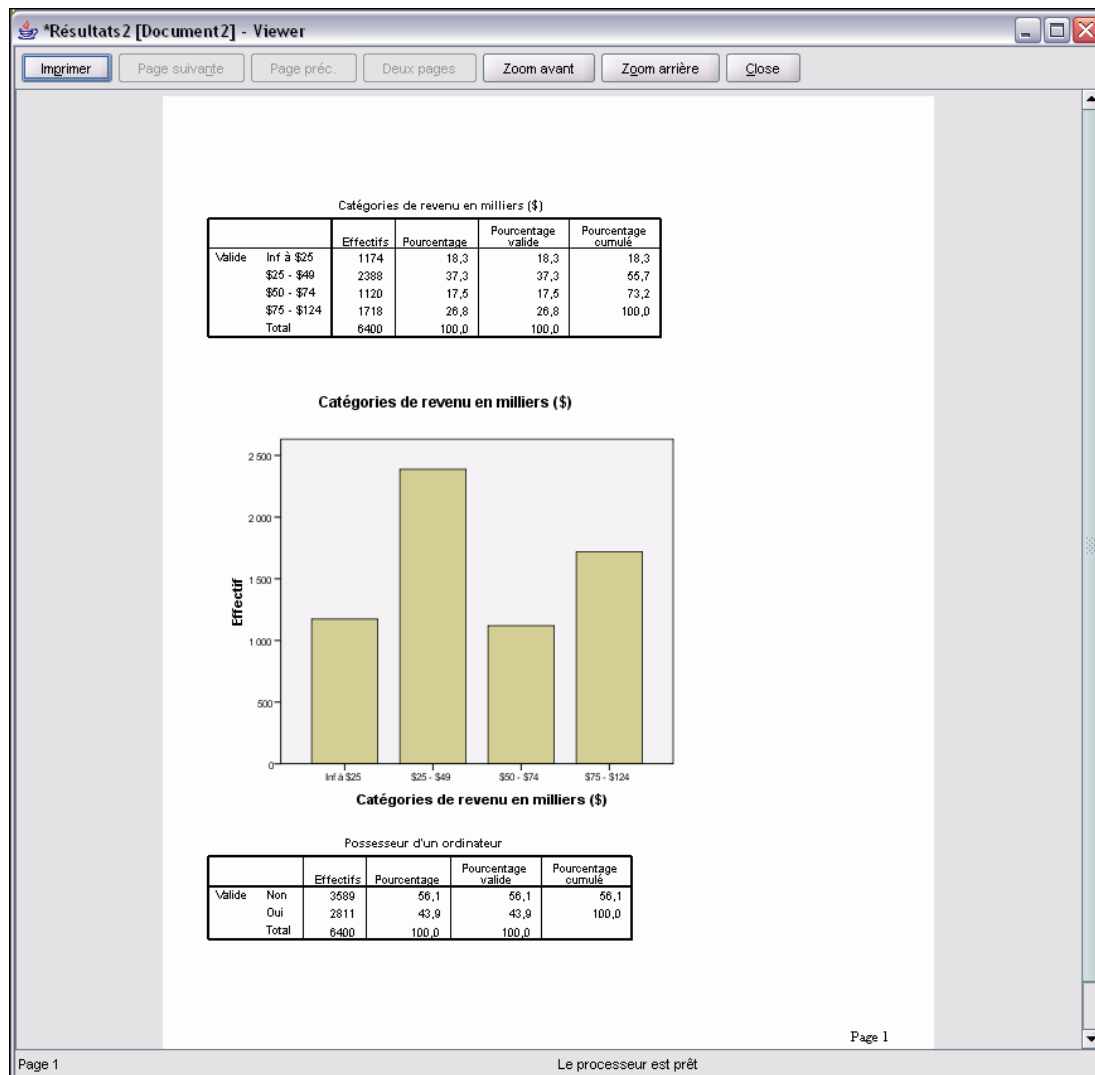 *Résultats2 [Document2] - Viewer
Imprimer Page suivante Page préc. Deux pages Zoom avant Zoom arrière Close
Catégories de revenu en milliers ($)
Effectifs Pourcentage Pourcentage valide Pourcentage cumulé
Valide Inf à $25 1174 18,3 18,3 18,3
$25 - $49 2388 37,3 37,3 55,7
$50 - $74 1120 17,5 17,5 73,2
$75 - $124 1718 26,8 26,8 100,0
Total 6400 100,0 100,0
Catégories de revenu en milliers ($)
Effectif
2 500
2 000
1 500
1 000
500
0
Inf à $25 $25 - $49 $50 - $74 $75 - $124
Catégories de revenu en milliers ($)
Possesseur d'un ordinateur
Effectifs Pourcentage Pourcentage valide Pourcentage cumulé
Valide Non 3589 56,1 56,1 56,1
Oui 2811 43,9 43,9 100,0
Total 6400 100,0 100,0
Page 1
Page 1 Le processeur est prêt